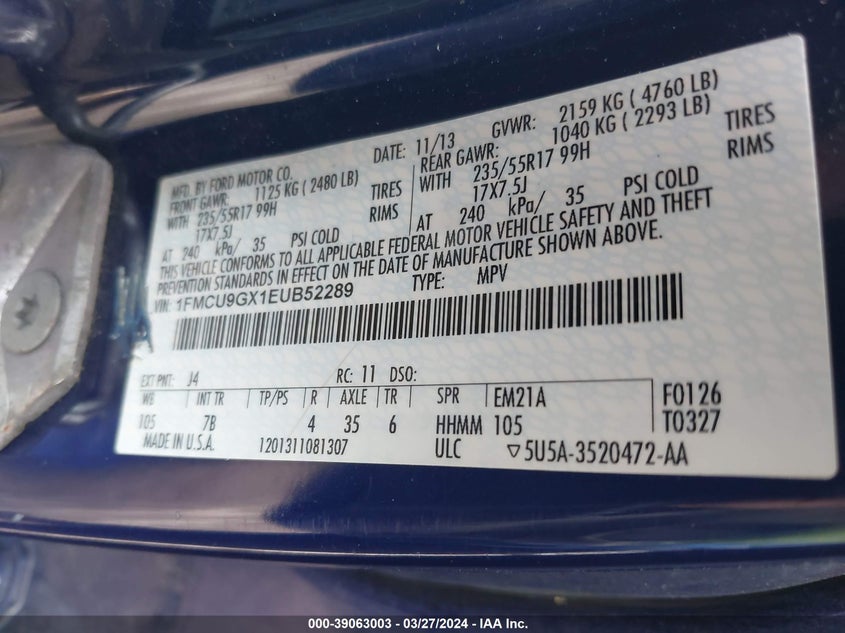 MFD. BY FORD MOTOR CO. DATE: 11/13 GVWR: 2159 KG ( 4760 LB)
FRONT GAWR: 1125 KG ( 2480 LB) REAR GAWR: 1040 KG ( 2293 LB)
WITH 235/55R17 99H TIRES WITH 235/55R17 99H TIRES
17X7.5J RIMS 17X7.5J RIMS
AT 240 kPa/ 35 PSI COLD AT 240 kPa/ 35 PSI COLD
THIS VEHICLE CONFORMS TO ALL APPLICABLE FEDERAL MOTOR VEHICLE SAFETY AND THEFT
PREVENTION STANDARDS IN EFFECT ON THE DATE OF MANUFACTURE SHOWN ABOVE.
VIN: 1FMCU9GX1EUB52289 TYPE: MPV
EXT PNT: J4 RC: 11 DSO:
WB INT TR TP/PS R AXLE TR SPR EM21A F0126
105 7B 4 35 6 HHMM 105 T0327
MADE IN U.S.A. 1201311081307 ULC ▽5U5A-3520472-AA
000-39063003 — 03/27/2024 — IAA Inc.